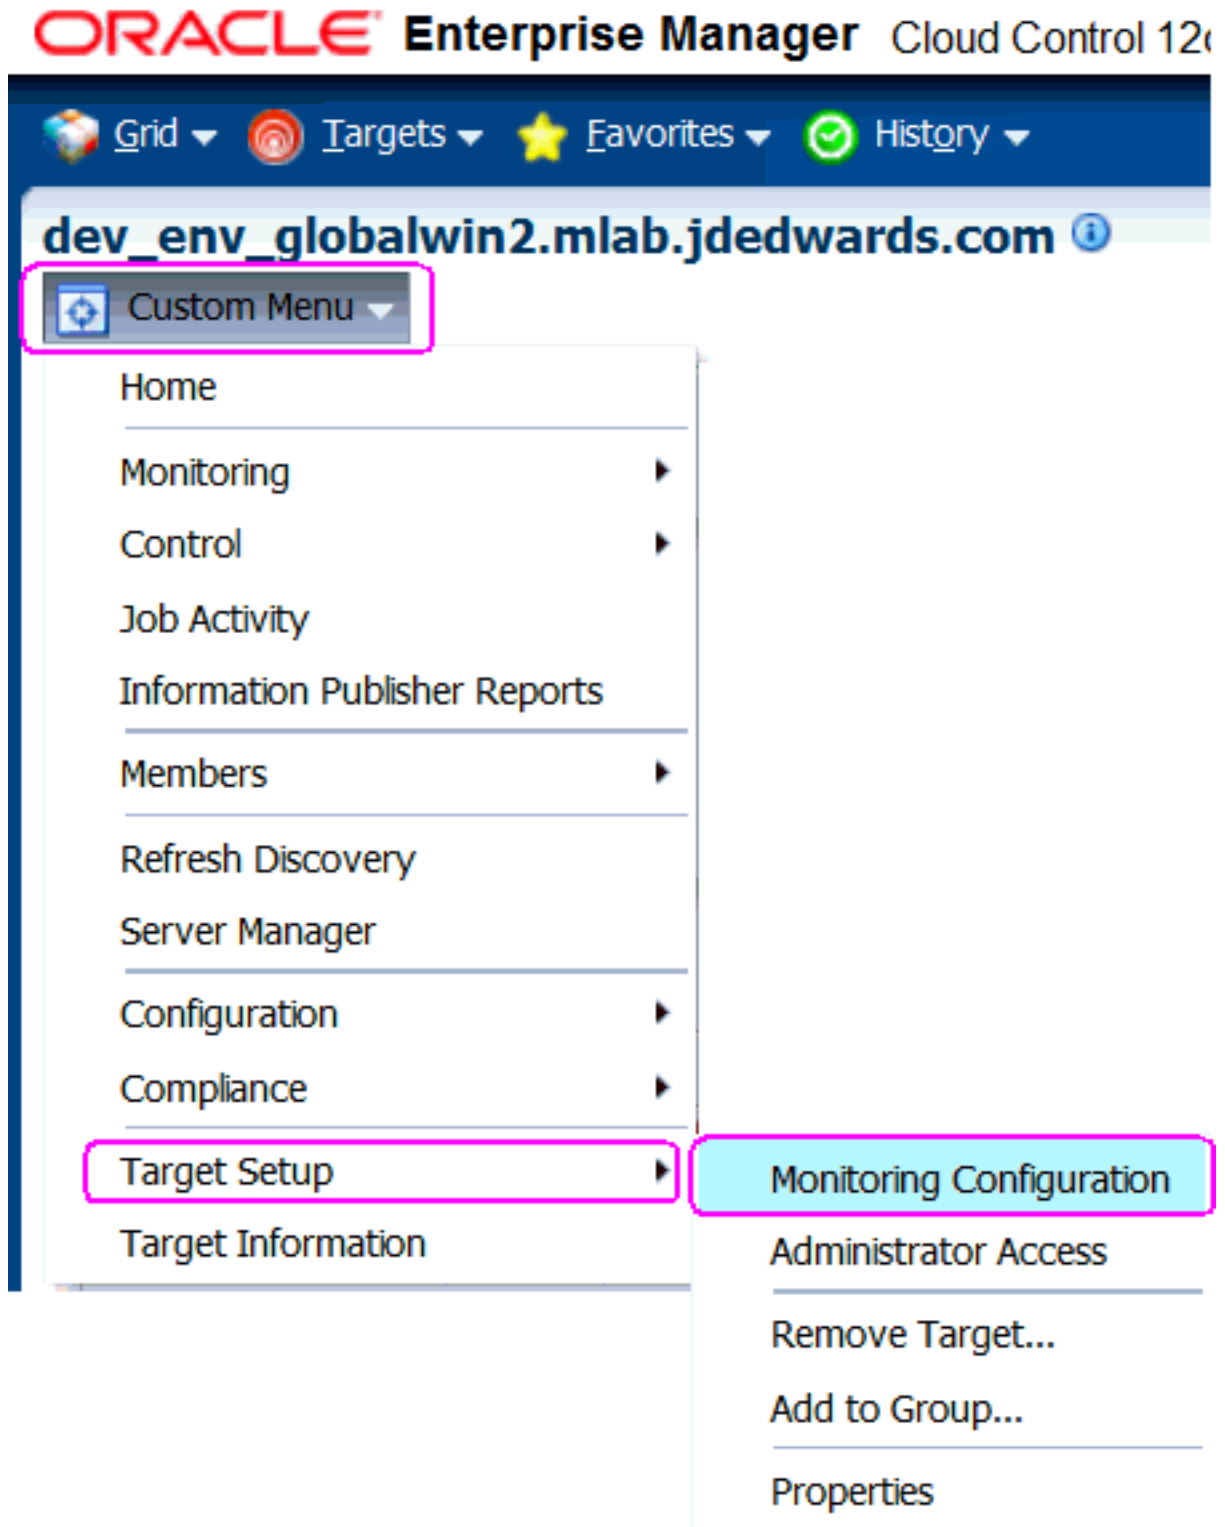 ORACLE Enterprise Manager Cloud Control 12c
Grid Targets Favorites History
dev_env_globalwin2.mlab.jdedwards.com
Custom Menu
Home
Monitoring
Control
Job Activity
Information Publisher Reports
Members
Refresh Discovery
Server Manager
Configuration
Compliance
Target Setup
Target Information
Monitoring Configuration
Administrator Access
Remove Target...
Add to Group...
Properties